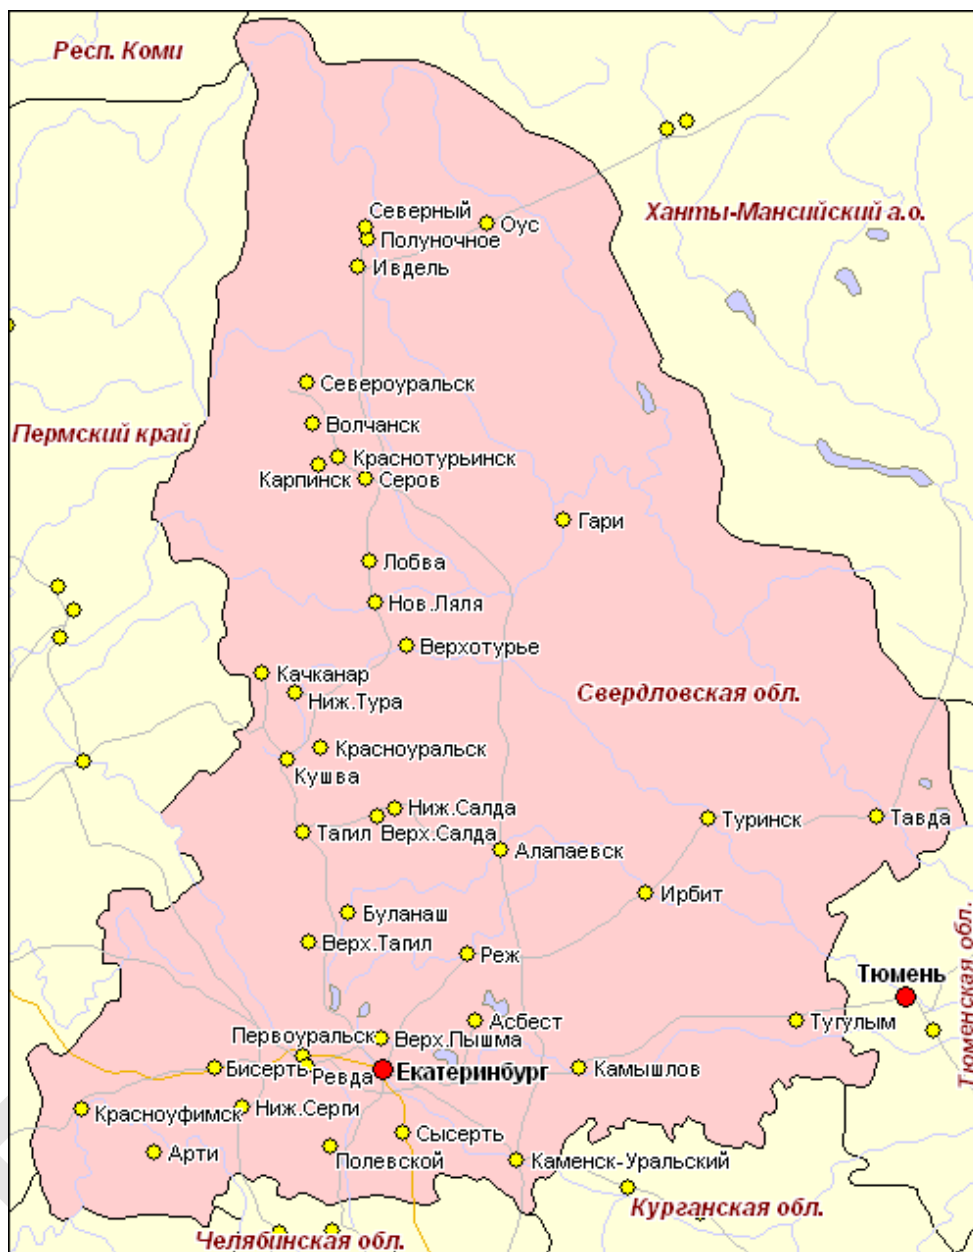 Респ. Коми
Северный
Оус
Ханты-Мансийский а.о.
Полуночное
Ивдель
Североуральск
Волчанск
Пермский край
Краснотурьинск
Карпинск
Серов
Гари
Лобва
Нов.Ляля
Верхотурье
Качканар
Свердловская обл.
Ниж.Тура
Красноуральск
Кушва
Ниж.Салда
Туринск
Тавда
Тагил
Верх.Салда
Алапаевск
Ирбит
Буланаш
Верх.Тагил
Реж
Тюмень
Тюменская обл.
Асбест
Тугулым
Первоуральск
Верх.Пышма
Бисерть
Ревда
Екатеринбург
Камышлов
Красноуфимск
Ниж.Серги
Сысерть
Арти
Полевской
Каменск-Уральский
Курганская обл.
Челябинская обл.